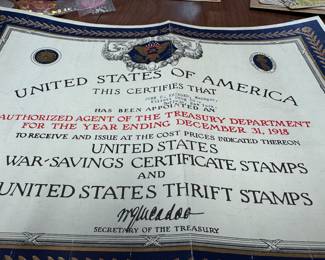 UNITED STATES OF AMERICA
THIS CERTIFIES THAT
HAS BEEN APPOINTED AN
AUTHORIZED AGENT OF THE TREASURY DEPARTMENT
FOR THE YEAR ENDING DECEMBER 31, 1918
TO RECEIVE AND ISSUE AT THE COST PRICES INDICATED THEREON
UNITED STATES
WAR-SAVINGS CERTIFICATE STAMPS
AND
UNITED STATES THRIFT STAMPS
WG McAdoo
SECRETARY OF THE TREASURY